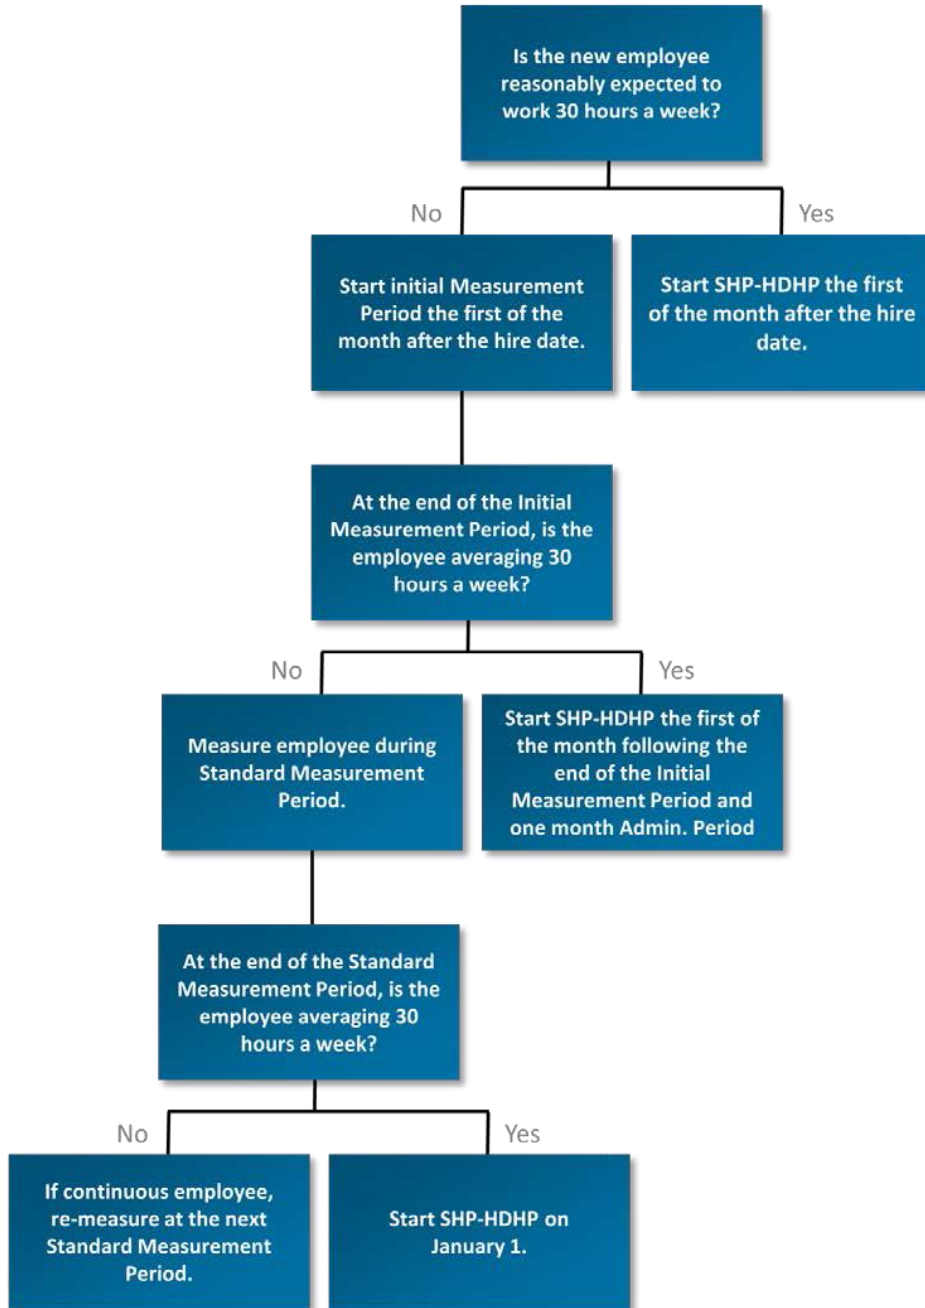 Is the new employee
reasonably expected to
work 30 hours a week?
No
Yes
Start initial Measurement
Period the first of the
month after the hire date.
Start SHP-HDHP the first
of the month after the hire
date.
At the end of the Initial
Measurement Period, is the
employee averaging 30
hours a week?
No
Yes
Measure employee during
Standard Measurement
Period.
Start SHP-HDHP the first of
the month following the
end of the Initial
Measurement Period and
one month Admin. Period
At the end of the Standard
Measurement Period, is the
employee averaging 30
hours a week?
No
Yes
If continuous employee,
re-measure at the next
Standard Measurement
Period.
Start SHP-HDHP on
January 1.